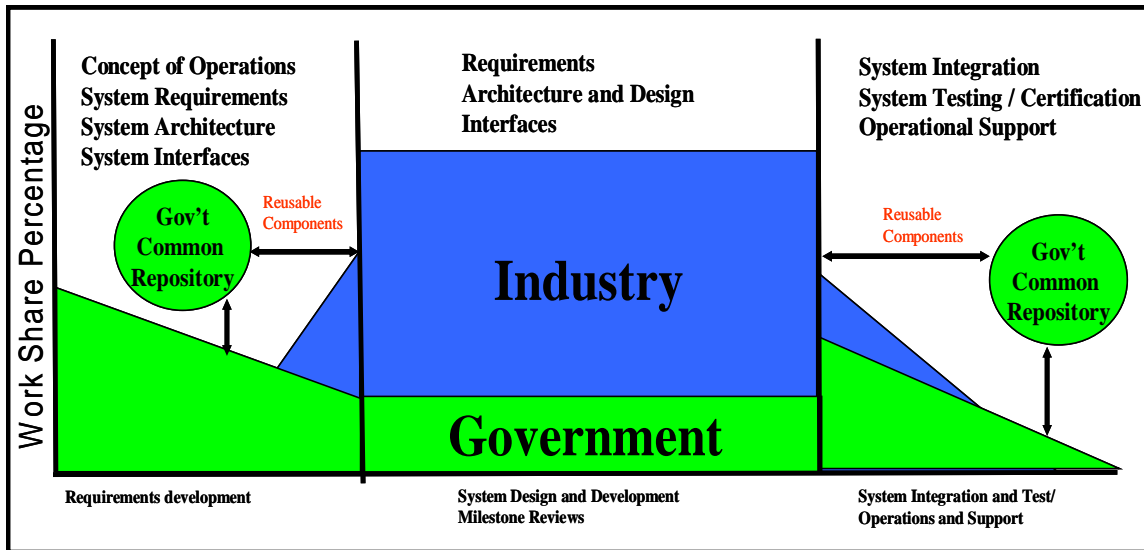 Work Share Percentage
Concept of Operations
System Requirements
System Architecture
System Interfaces
Gov't
Common
Repository
Reusable
Components
Requirements development
Requirements
Architecture and Design
Interfaces
Industry
Government
System Design and Development
Milestone Reviews
System Integration
System Testing / Certification
Operational Support
Reusable
Components
Gov't
Common
Repository
System Integration and Test/
Operations and Support